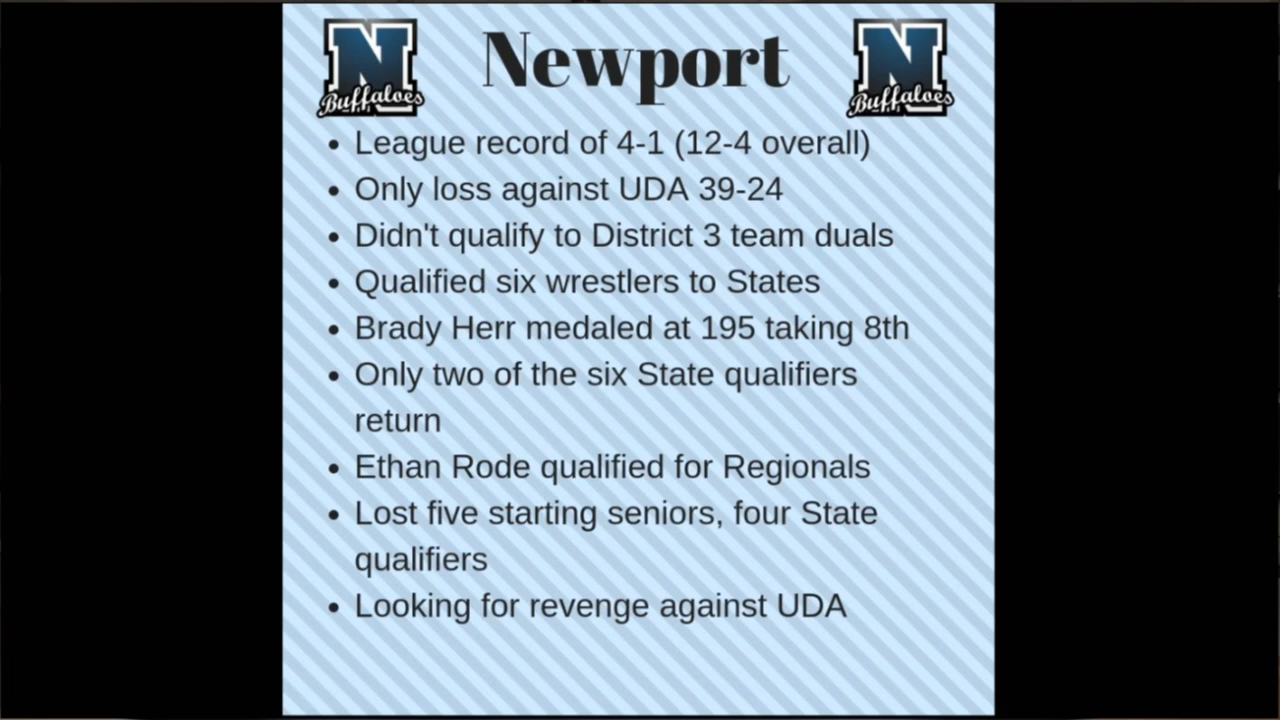 N Newport N
Buffaloes Buffaloes
• League record of 4-1 (12-4 overall)
• Only loss against UDA 39-24
• Didn't qualify to District 3 team duals
• Qualified six wrestlers to States
• Brady Herr medaled at 195 taking 8th
• Only two of the six State qualifiers
return
• Ethan Rode qualified for Regionals
• Lost five starting seniors, four State
qualifiers
• Looking for revenge against UDA